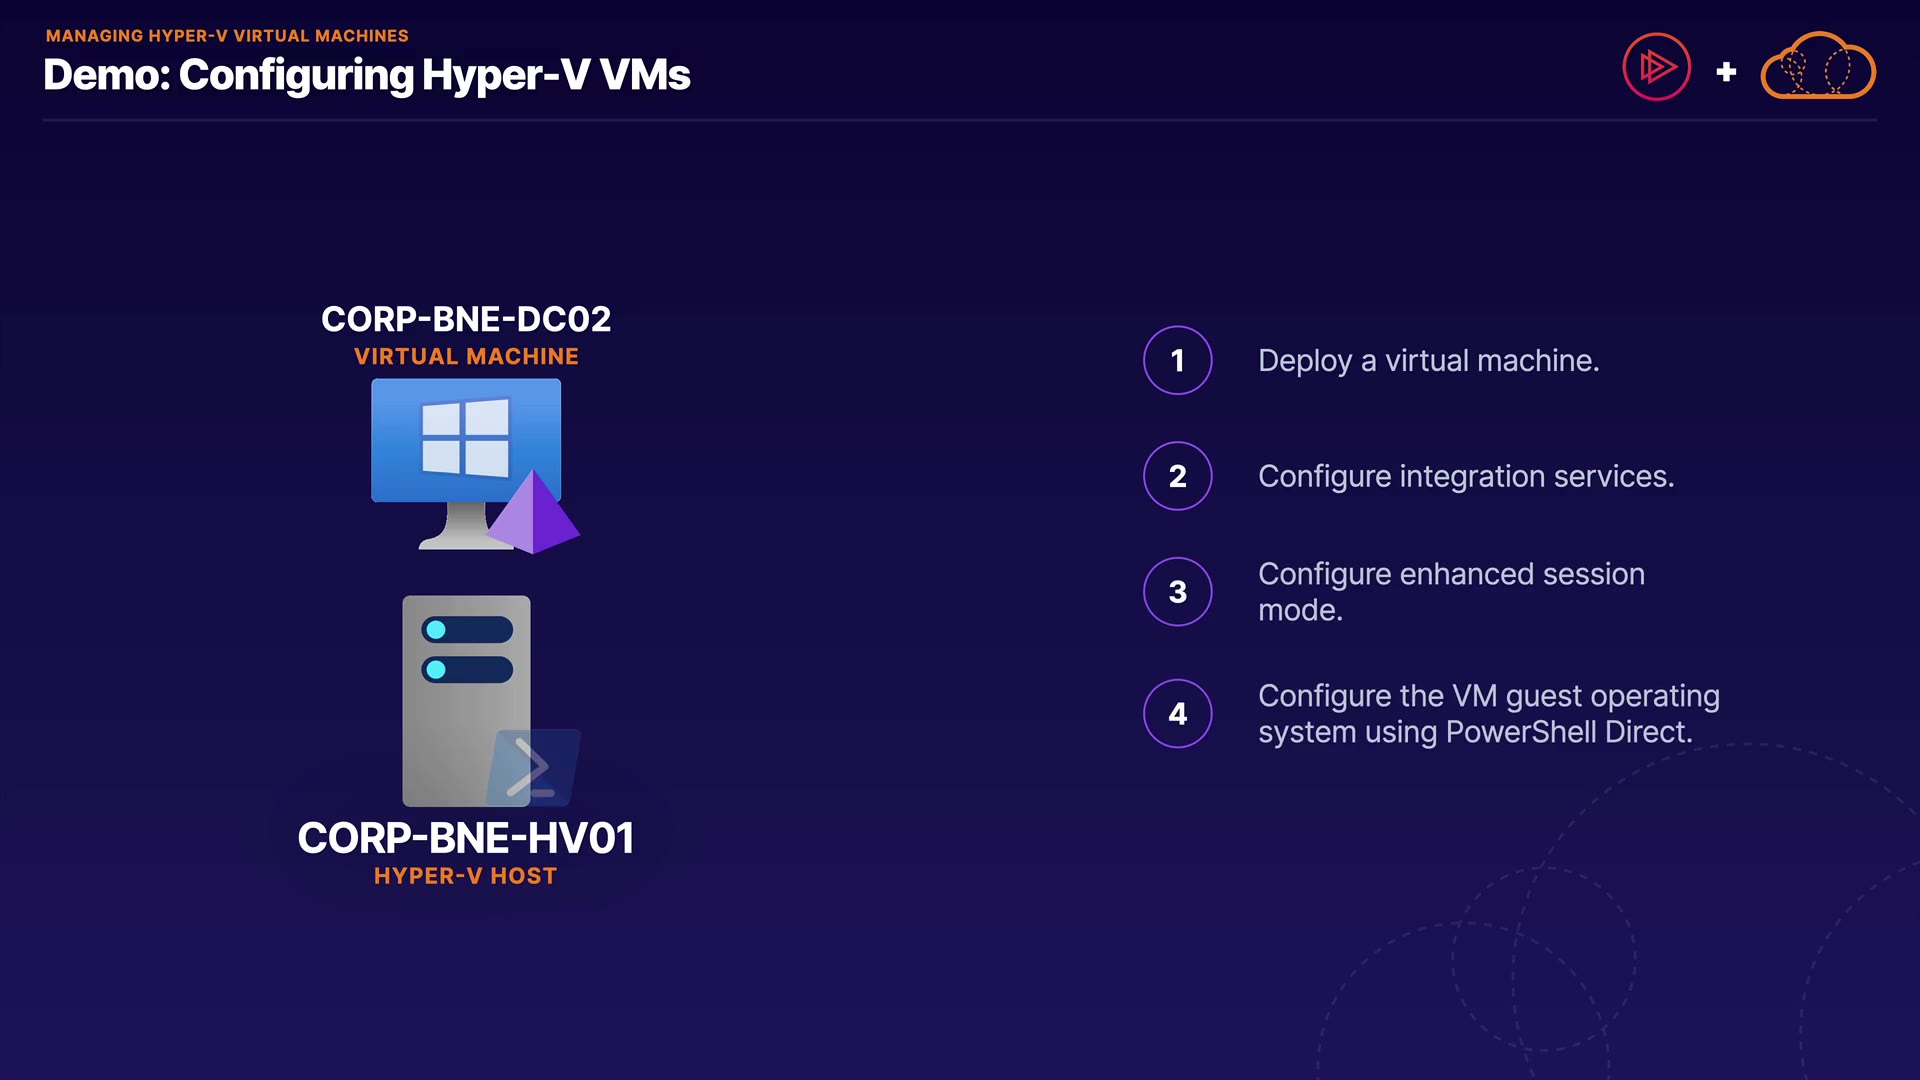 MANAGING HYPER-V VIRTUAL MACHINES
Demo: Configuring Hyper-V VMs
+
CORP-BNE-DC02
VIRTUAL MACHINE
CORP-BNE-HV01
HYPER-V HOST
1 Deploy a virtual machine.
2 Configure integration services.
3 Configure enhanced session
mode.
4 Configure the VM guest operating
system using PowerShell Direct.